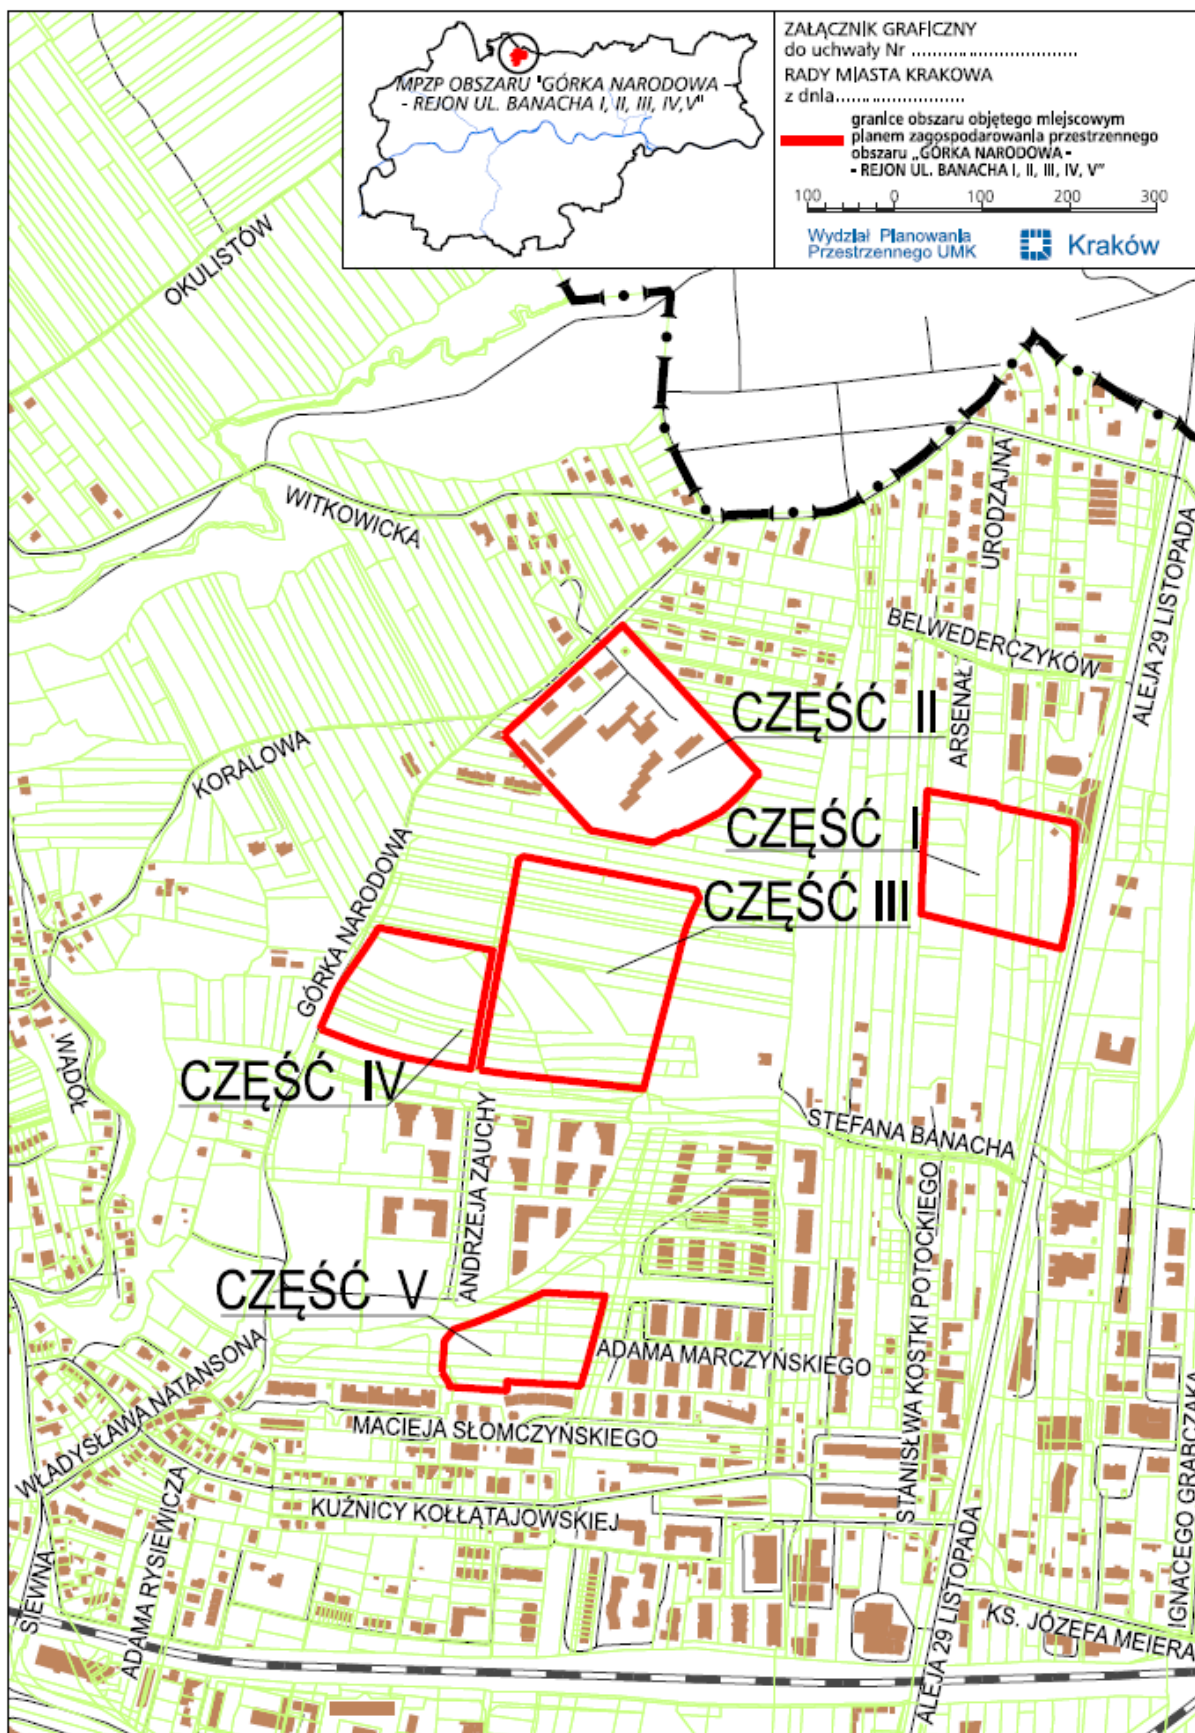 MPZP OBSZARU "GÓRKA NARODOWA -
- REJON UL. BANACHA I, II, III, IV,V"
ZAŁĄCZNIK GRAFICZNY
do uchwały Nr ..................................
RADY MIASTA KRAKOWA
z dnia..........................
granice obszaru objętego miejscowym
planem zagospodarowania przestrzennego
obszaru „GÓRKA NARODOWA -
- REJON UL. BANACHA I, II, III, IV, V”
100 0 100 200 300
Wydział Planowania
Przestrzennego UMK
Kraków
OKULISTÓW
WITKOWICKA
URODZAJNA
ALEJA 29 LISTOPADA
BELWEDERCZYKÓW
ARSENAŁ
CZĘŚĆ II
KORALOWA
CZĘŚĆ I
GÓRKA NARODOWA
CZĘŚĆ III
WĄDÓŁ
CZĘŚĆ IV
ANDRZEJA ZAUCHY
STEFANA BANACHA
STANISŁWA KOSTKI POTOCKIEGO
CZĘŚĆ V
ADAMA MARCZYŃSKIEGO
WŁADYSŁAWA NATANSONA
MACIEJA SŁOMCZYŃSKIEGO
IGNACEGO GRABCZAKA
KUŹNICY KOŁŁĄTAJOWSKIEJ
ADAMA RYSIEWICZA
SIEWNA
ALEJA 29 LISTOPADA
KS. JÓZEFA MEIERA